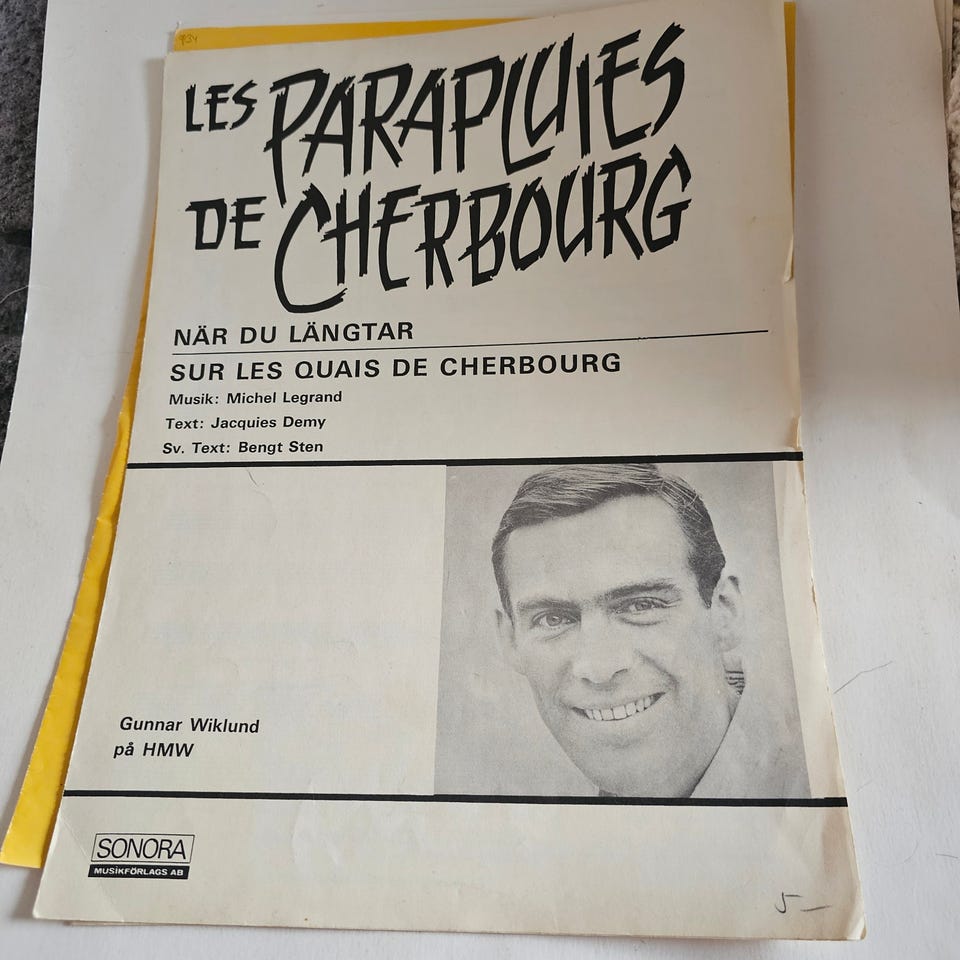 LES PARAPLUIES
DE CHERBOURG
NÄR DU LÄNGTAR
SUR LES QUAIS DE CHERBOURG
Musik: Michel Legrand
Text: Jacquies Demy
Sv. Text: Bengt Sten
Gunnar Wiklund
på HMW
SONORA
MUSIKFÖRLAGS AB
5–